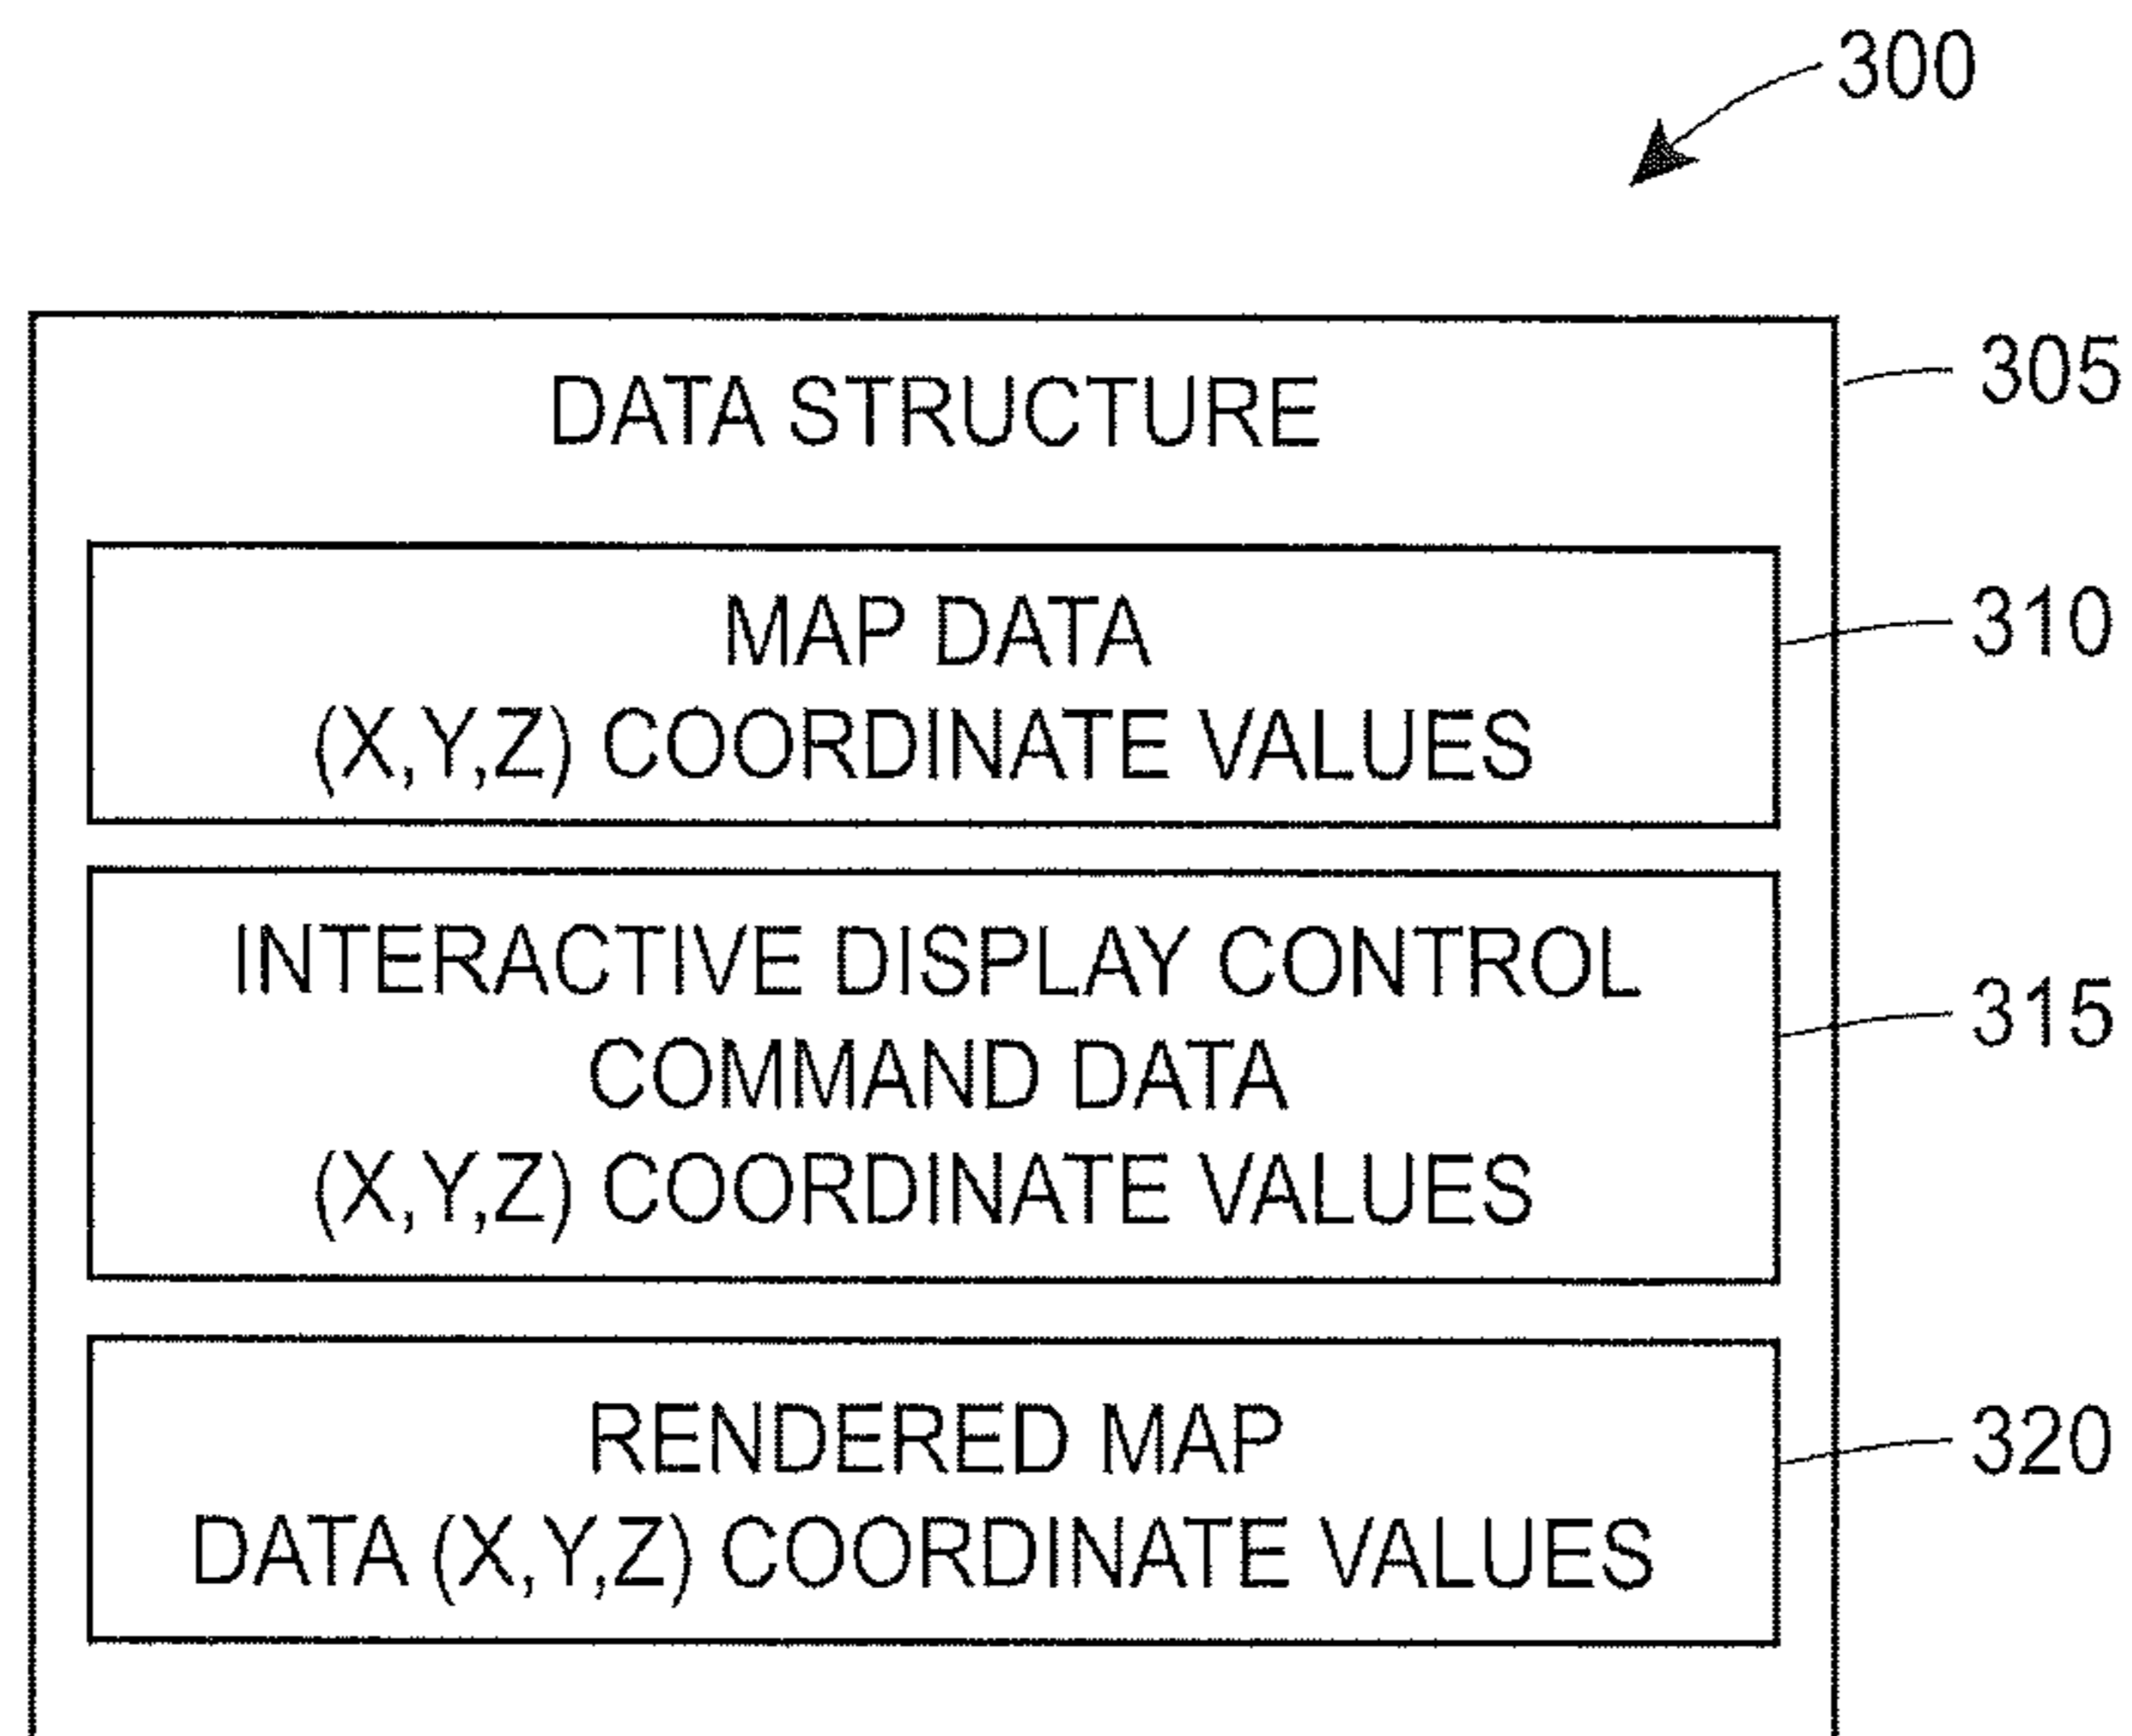 300
DATA STRUCTURE
305
MAP DATA
(X,Y,Z) COORDINATE VALUES
310
INTERACTIVE DISPLAY CONTROL
COMMAND DATA
(X,Y,Z) COORDINATE VALUES
315
RENDERED MAP
DATA (X,Y,Z) COORDINATE VALUES
320